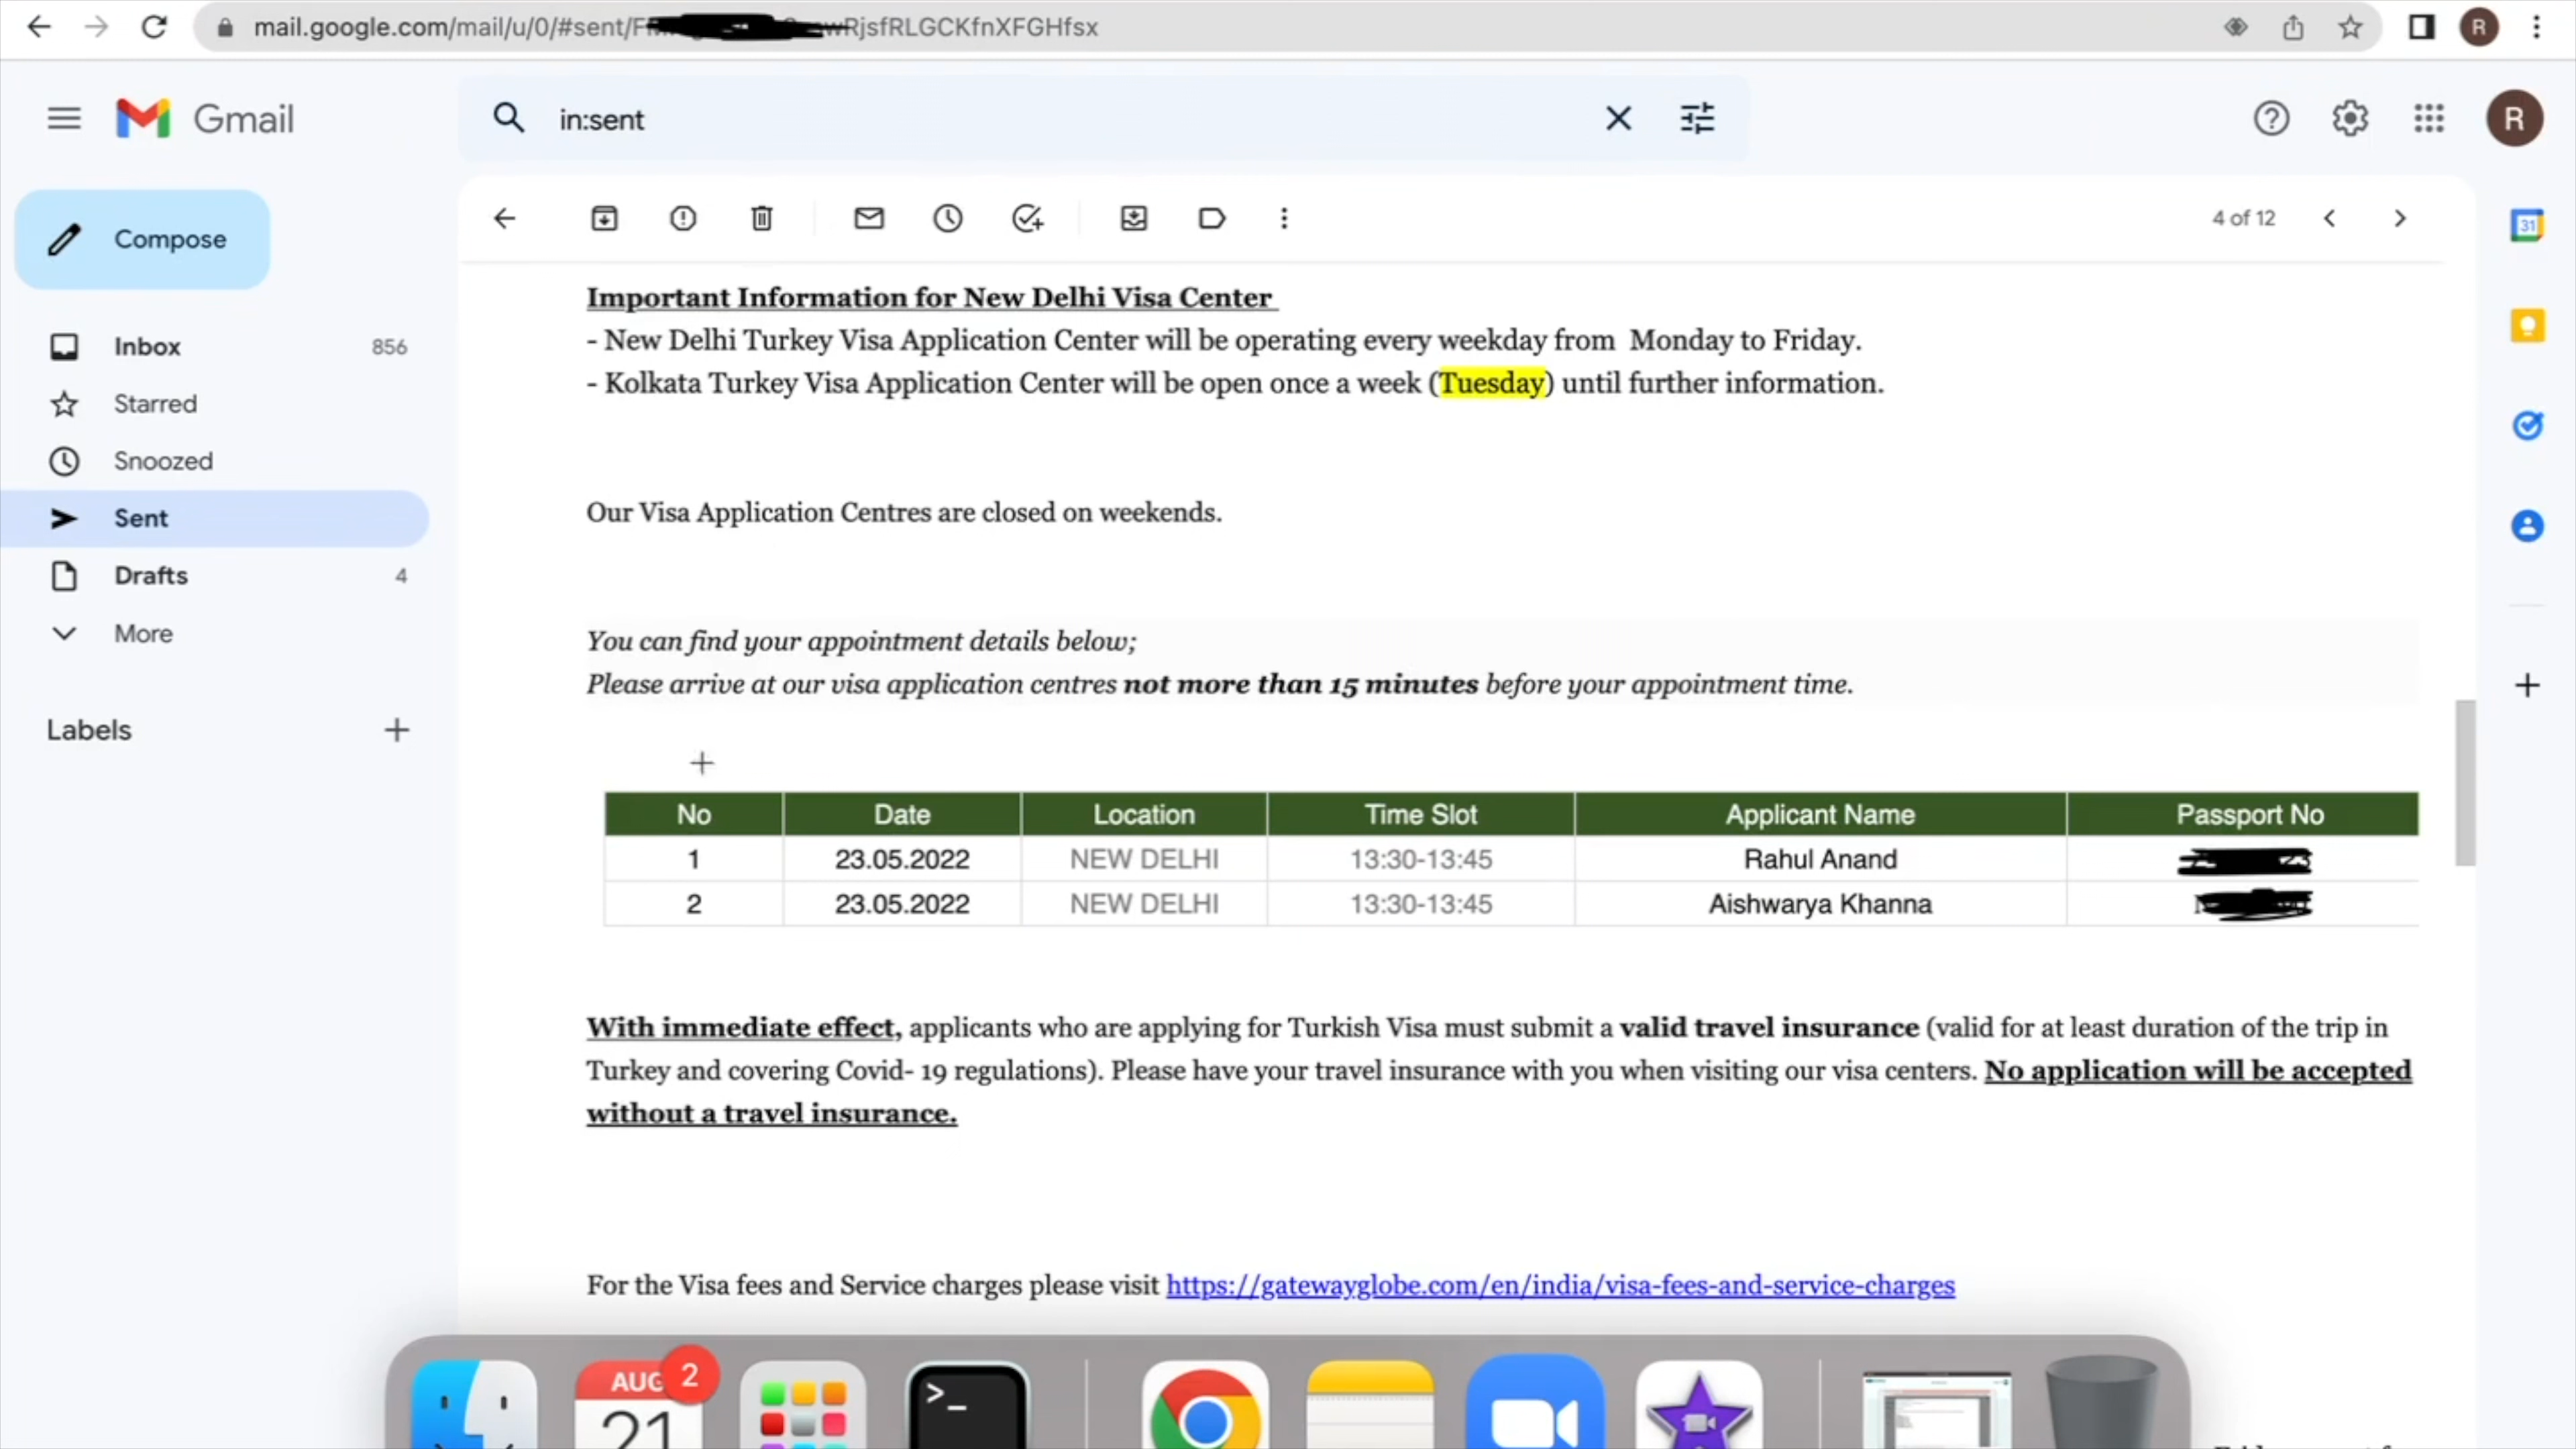 mail.google.com/mail/u/0/#sent/ RjsfRLGCKfnXFGHfsx
R
Gmail
in:sent
R
Compose
4 of 12
31
Inbox 856
Starred
Snoozed
Sent
Drafts 4
More
Labels
Important Information for New Delhi Visa Center
- New Delhi Turkey Visa Application Center will be operating every weekday from Monday to Friday.
- Kolkata Turkey Visa Application Center will be open once a week (Tuesday) until further information.
Our Visa Application Centres are closed on weekends.
You can find your appointment details below;
Please arrive at our visa application centres not more than 15 minutes before your appointment time.
No Date Location Time Slot Applicant Name Passport No
1 23.05.2022 NEW DELHI 13:30-13:45 Rahul Anand
2 23.05.2022 NEW DELHI 13:30-13:45 Aishwarya Khanna
With immediate effect, applicants who are applying for Turkish Visa must submit a valid travel insurance (valid for at least duration of the trip in
Turkey and covering Covid- 19 regulations). Please have your travel insurance with you when visiting our visa centers. No application will be accepted
without a travel insurance.
For the Visa fees and Service charges please visit https://gatewayglobe.com/en/india/visa-fees-and-service-charges
AUG 2
21
>_